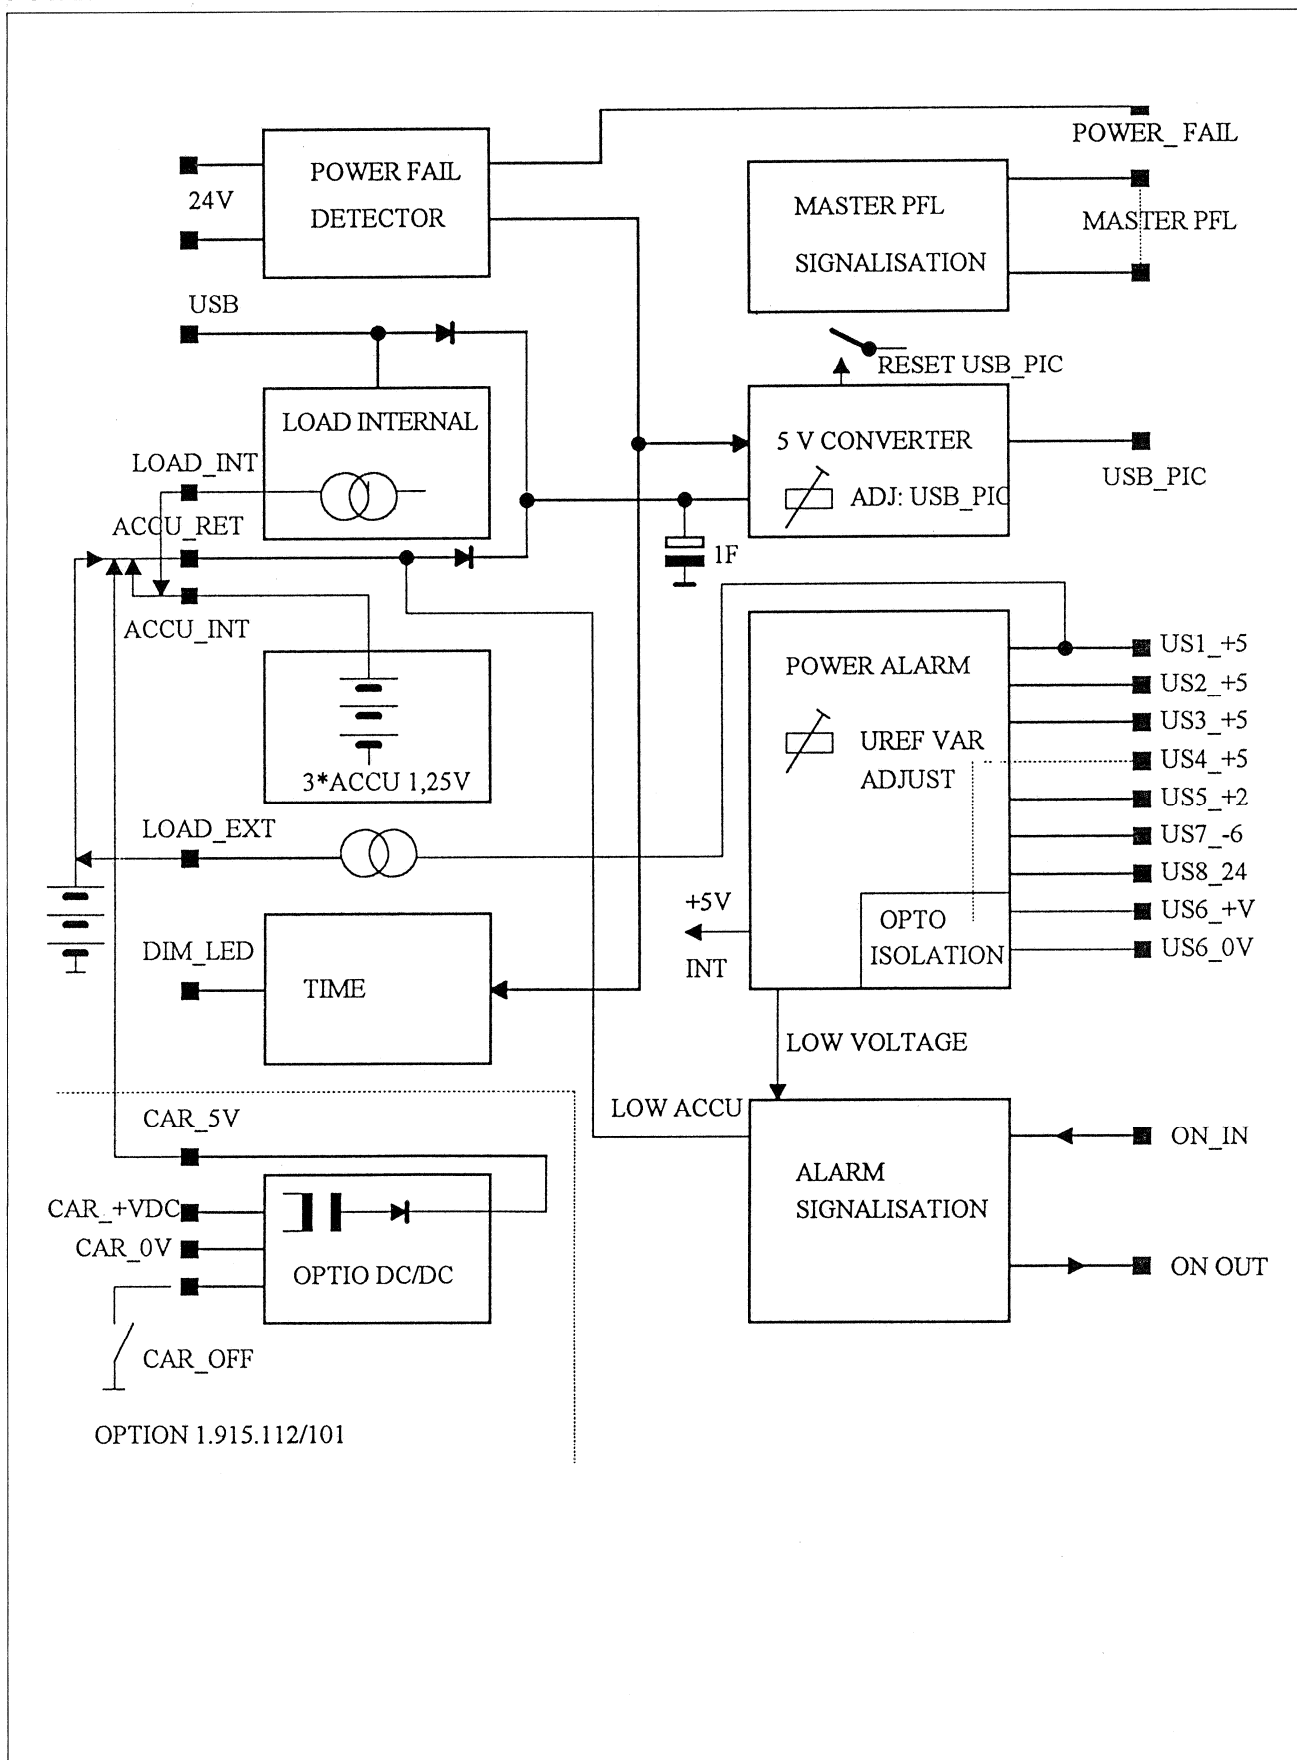 POWER_ FAIL
POWER FAIL
DETECTOR
24V
MASTER PFL
SIGNALISATION
MASTER PFL
USB
RESET USB_PIC
LOAD INTERNAL
5 V CONVERTER
ADJ: USB_PIC
USB_PIC
LOAD_INT
ACCU_RET
1F
ACCU_INT
POWER ALARM
UREF VAR
ADJUST
US1_+5
US2_+5
US3_+5
US4_+5
US5_+2
US7_-6
US8_24
US6_+V
US6_0V
3*ACCU 1,25V
LOAD_EXT
+5V
INT
OPTO
ISOLATION
DIM_LED
TIME
LOW VOLTAGE
LOW ACCU
CAR_5V
ON_IN
ALARM
SIGNALISATION
CAR_+VDC
CAR_0V
OPTIO DC/DC
ON OUT
CAR_OFF
OPTION 1.915.112/101